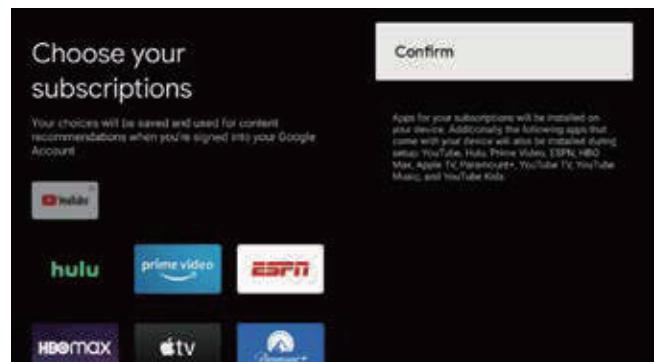 Choose your
subscriptions
Your choices will be saved and used for content
recommendations when you're signed into your Google
Account
YouTube
hulu
prime video
ESPN
HBOmax
tv
Paramount+
Confirm
Apps for your subscriptions will be installed on
your device. Additionally, the following apps that
come with your device will also be installed during
setup: YouTube, Hulu, Prime Video, ESPN, HBO
Max, Apple TV, Paramount+, YouTube TV, YouTube
Music, and YouTube Kids